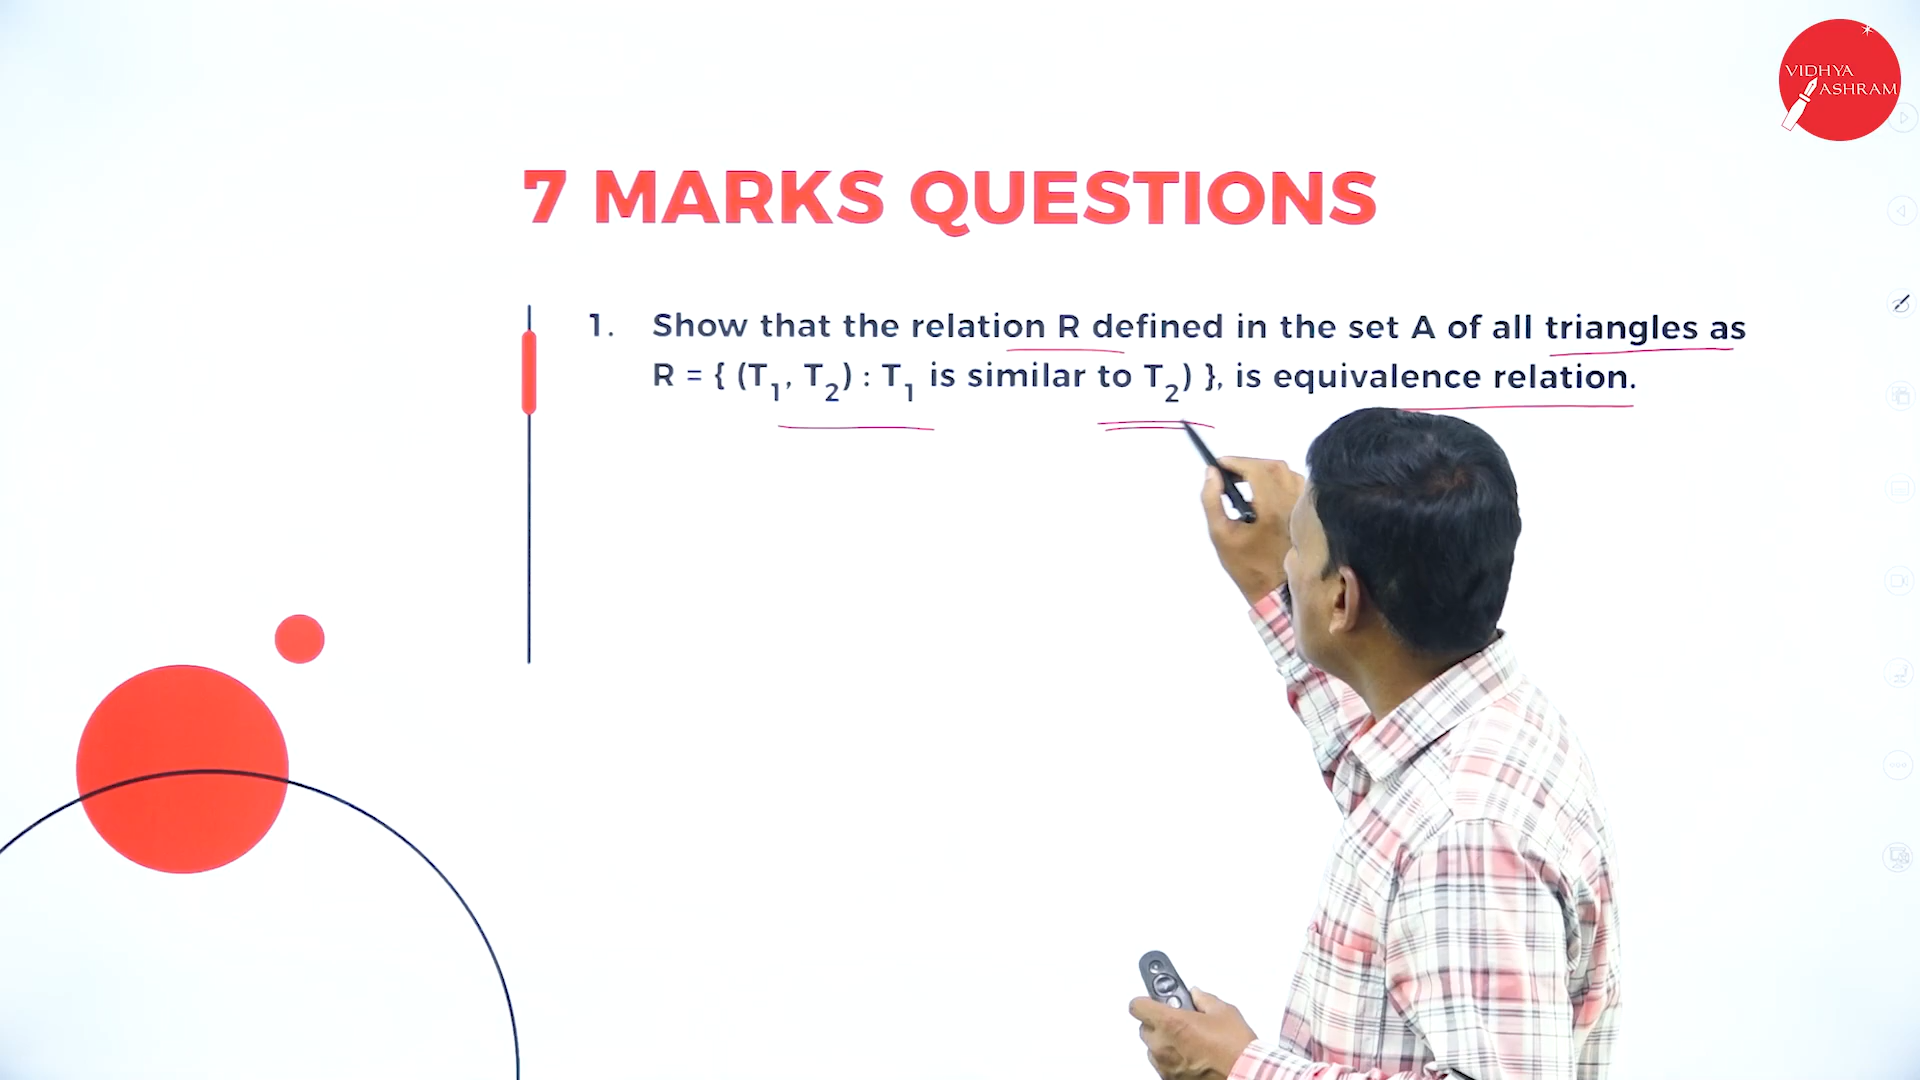 VIDHYA
ASHRAM
7 MARKS QUESTIONS
1. Show that the relation R defined in the set A of all triangles as
R = { (T₁, T₂) : T₁ is similar to T₂) }, is equivalence relation.